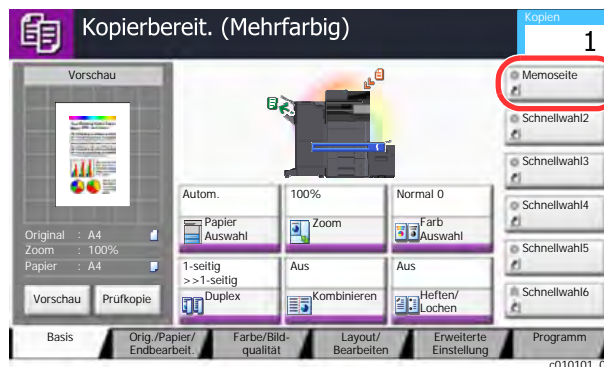 Kopierbereit. (Mehrfarbig)
Kopien
1
Vorschau
Original : A4
Zoom : 100%
Papier : A4
Vorschau
Prüfkopie
Autom.
Papier
Auswahl
100%
Zoom
Normal 0
Farb
Auswahl
1-seitig
>>1-seitig
Duplex
Aus
Kombinieren
Aus
Heften/
Lochen
Memoseite
Schnellwahl2
Schnellwahl3
Schnellwahl4
Schnellwahl5
Schnellwahl6
Basis
Orig./Papier/
Endbearbeit.
Farbe/Bild-
qualität
Layout/
Bearbeiten
Erweiterte
Einstellung
Programm